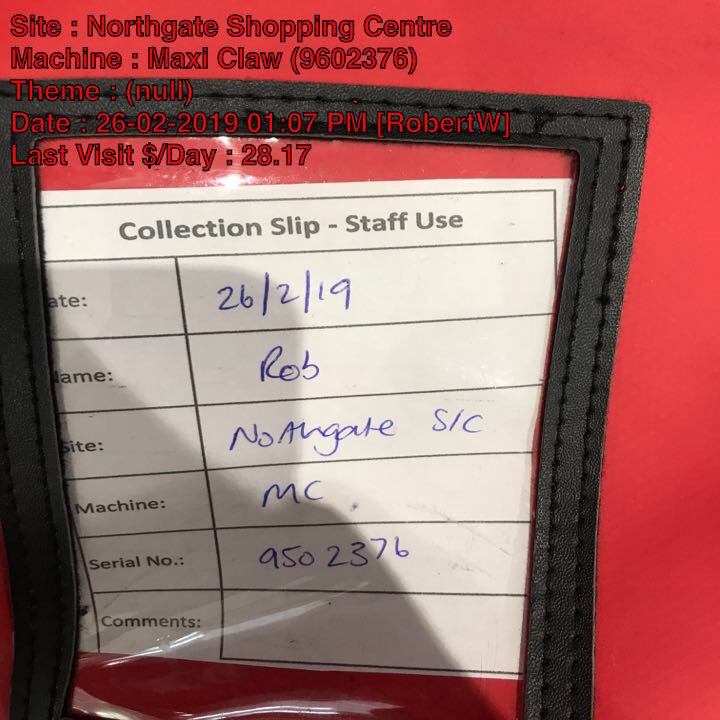 Site : Northgate Shopping Centre
Machine : Maxi Claw (9602376)
Theme : (null)
Date : 26-02-2019 01:07 PM [RobertW]
Last Visit $/Day : 28.17
Collection Slip - Staff Use
ate: 26/2/19
ame: Rob
Site: Northgate S/C
Machine: MC
Serial No.: 9502376
Comments: